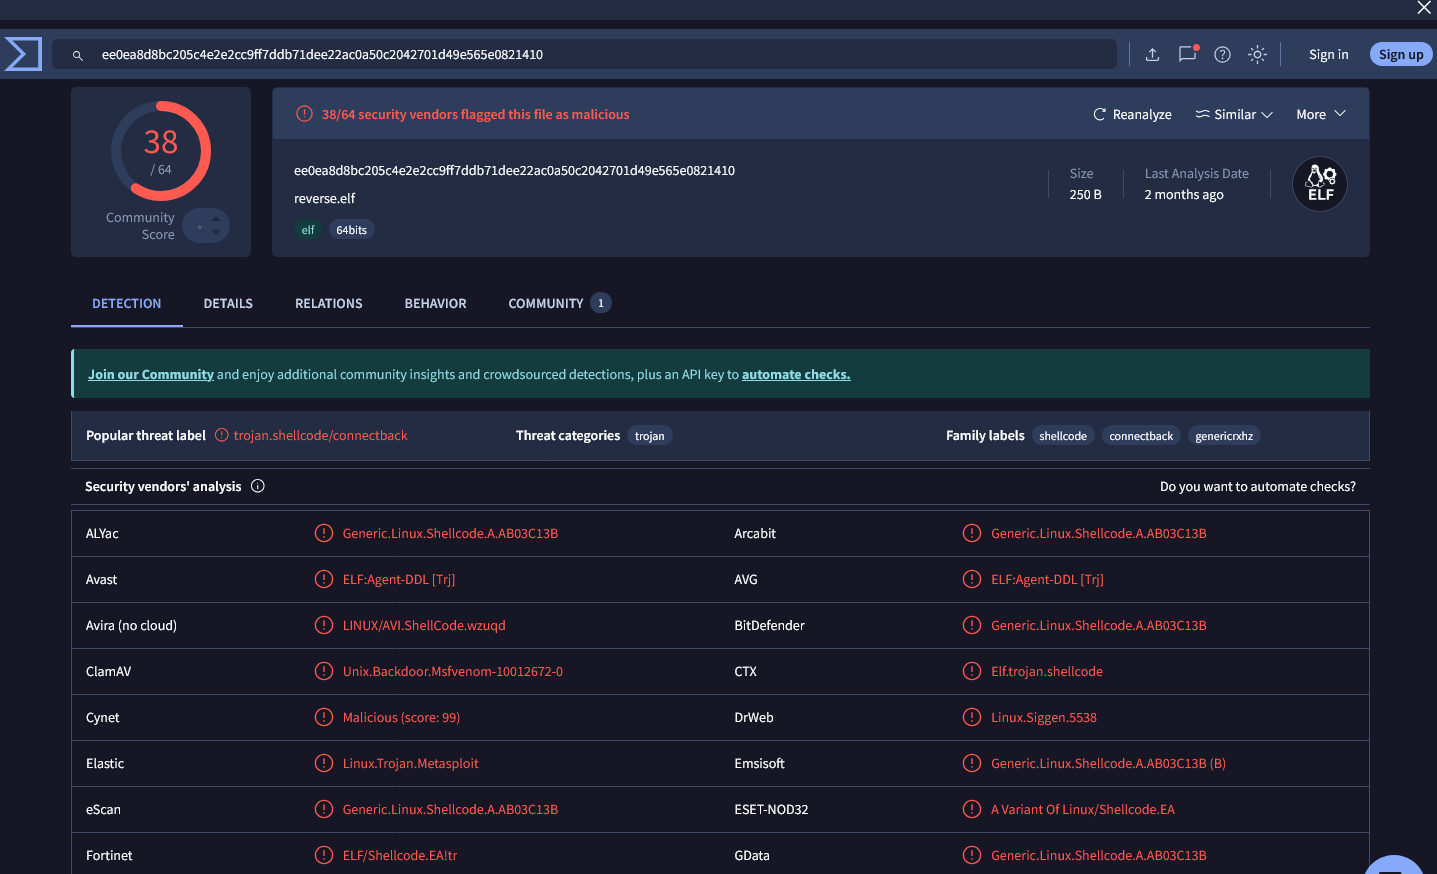 ee0ea8d8bc205c4e2e2cc9ff7ddb71dee22ac0a50c2042701d49e565e0821410
Sign in
Sign up
38
/ 64
Community
Score
38/64 security vendors flagged this file as malicious
Reanalyze
Similar
More
ee0ea8d8bc205c4e2e2cc9ff7ddb71dee22ac0a50c2042701d49e565e0821410
reverse.elf
elf
64bits
Size
250 B
Last Analysis Date
2 months ago
ELF
DETECTION
DETAILS
RELATIONS
BEHAVIOR
COMMUNITY 1
Join our Community and enjoy additional community insights and crowdsourced detections, plus an API key to automate checks.
Popular threat label trojan.shellcode/connectback
Threat categories trojan
Family labels shellcode connectback genericrxhz
Security vendors' analysis
Do you want to automate checks?
ALYac Generic.Linux.Shellcode.A.AB03C13B Arcabit Generic.Linux.Shellcode.A.AB03C13B
Avast ELF:Agent-DDL [Trj] AVG ELF:Agent-DDL [Trj]
Avira (no cloud) LINUX/AVI.ShellCode.wzuqd BitDefender Generic.Linux.Shellcode.A.AB03C13B
ClamAV Unix.Backdoor.Msfvenom-10012672-0 CTX Elf.trojan.shellcode
Cynet Malicious (score: 99) DrWeb Linux.Siggen.5538
Elastic Linux.Trojan.Metasploit Emsisoft Generic.Linux.Shellcode.A.AB03C13B (B)
eScan Generic.Linux.Shellcode.A.AB03C13B ESET-NOD32 A Variant Of Linux/Shellcode.EA
Fortinet ELF/Shellcode.EA!tr GData Generic.Linux.Shellcode.A.AB03C13B